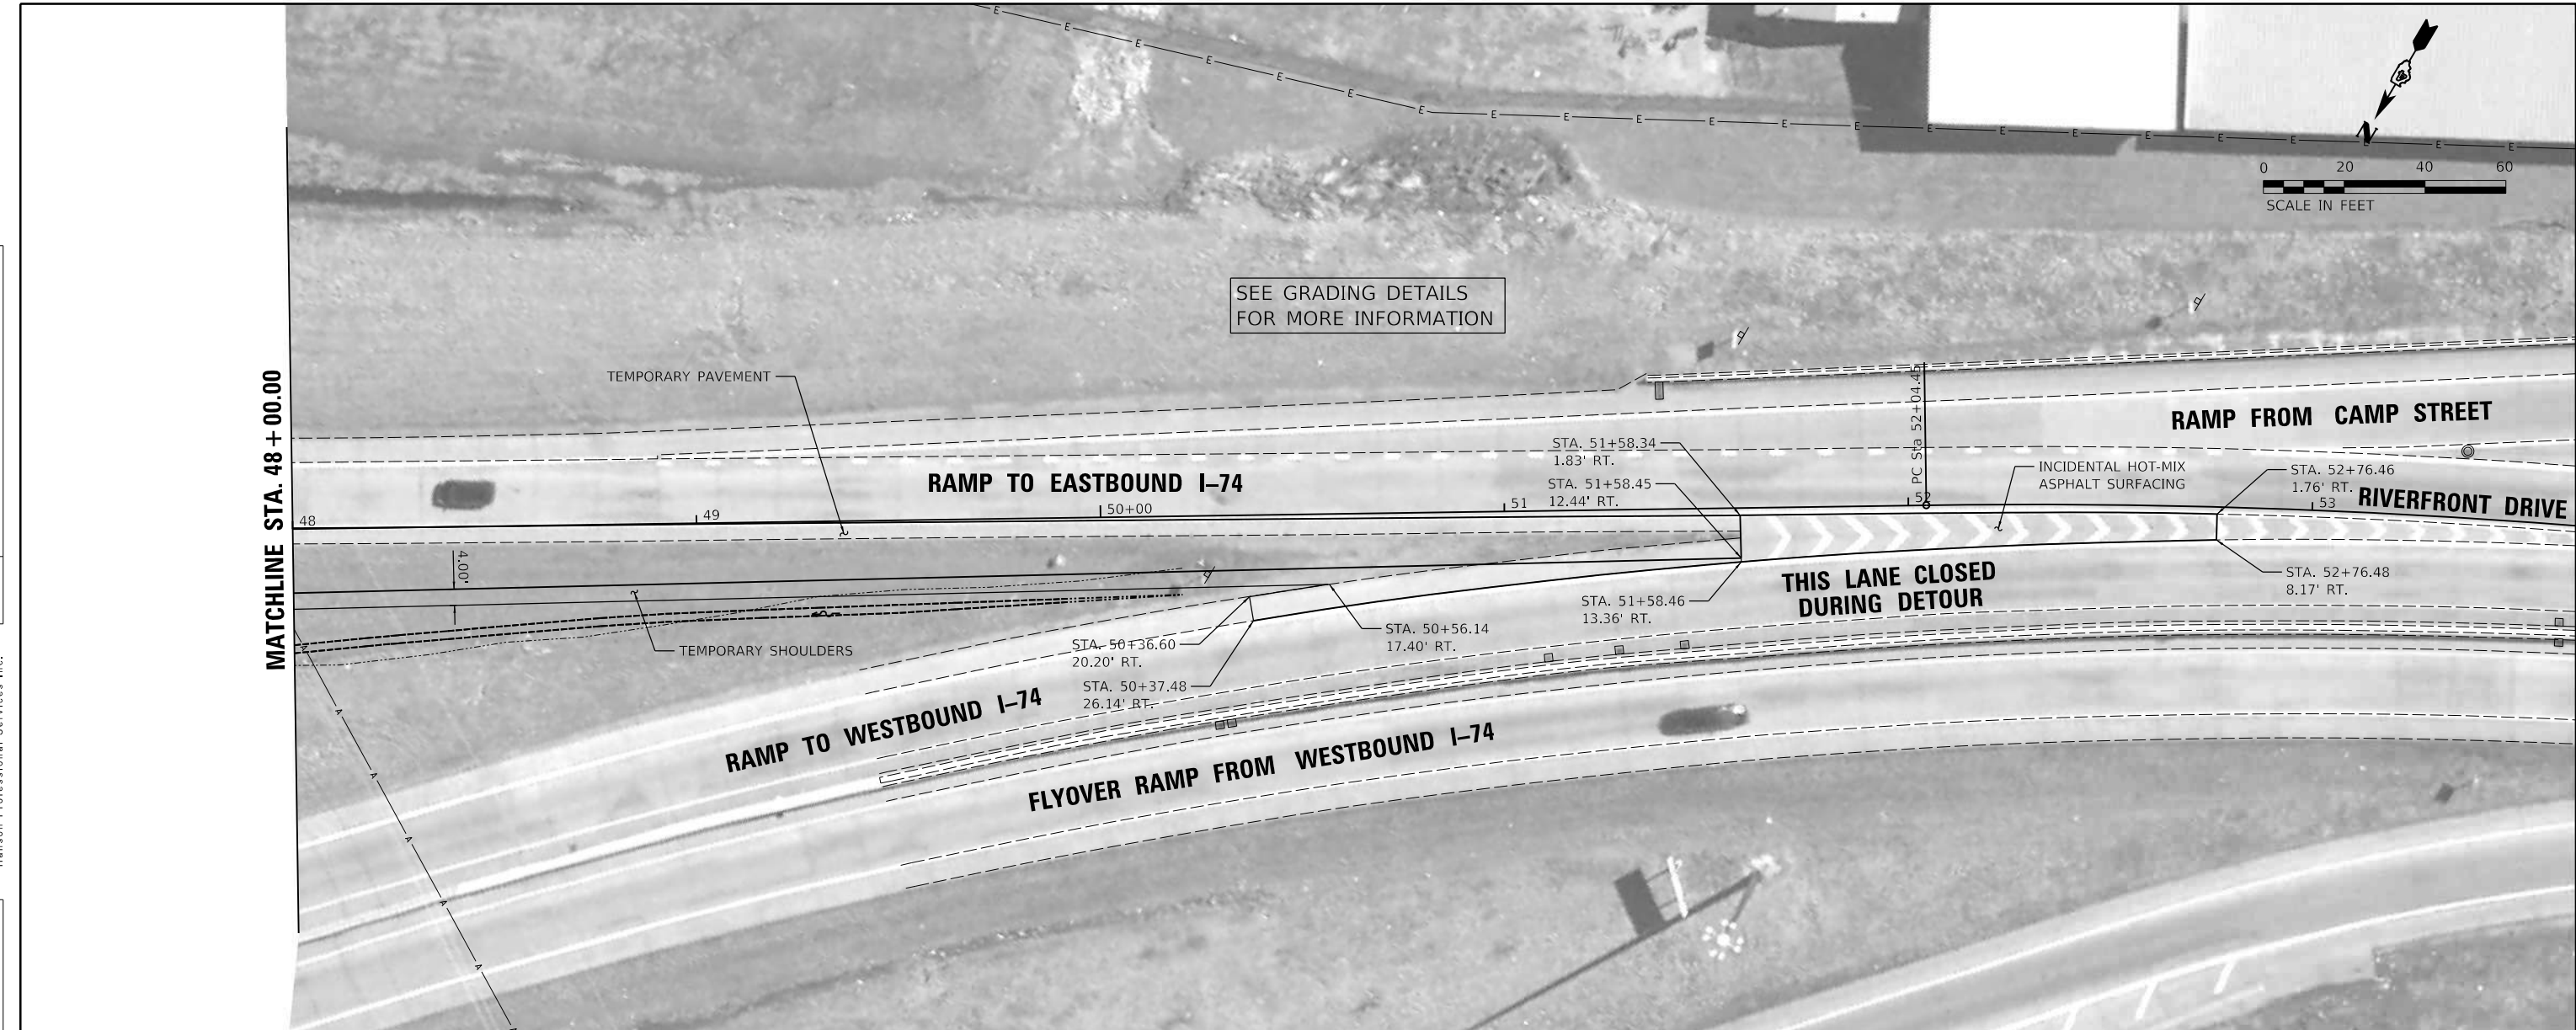 E E E E E E E E E E E E E E E E E E E E E E
N
0 20 40 60
SCALE IN FEET
SEE GRADING DETAILS
FOR MORE INFORMATION
MATCHLINE STA. 48+00.00
TEMPORARY PAVEMENT
RAMP TO EASTBOUND I-74
STA. 51+58.34
1.83' RT.
STA. 51+58.45
12.44' RT.
PC Sta 52+04.45
RAMP FROM CAMP STREET
INCIDENTAL HOT-MIX
ASPHALT SURFACING
STA. 52+76.46
1.76' RT.
RIVERFRONT DRIVE
48 49 50+00 51 52 53
4.00'
TEMPORARY SHOULDERS
STA. 50+36.60
20.20' RT.
STA. 50+37.48
26.14' RT.
STA. 50+56.14
17.40' RT.
STA. 51+58.46
13.36' RT.
THIS LANE CLOSED
DURING DETOUR
STA. 52+76.48
8.17' RT.
RAMP TO WESTBOUND I-74
FLYOVER RAMP FROM WESTBOUND I-74
A A A A A A